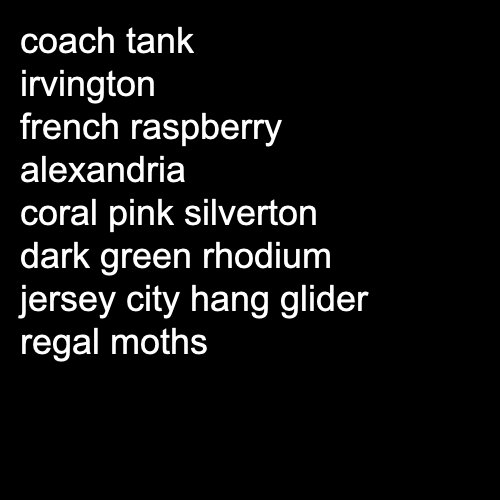 coach tank
irvington
french raspberry
alexandria
coral pink silverton
dark green rhodium
jersey city hang glider
regal moths